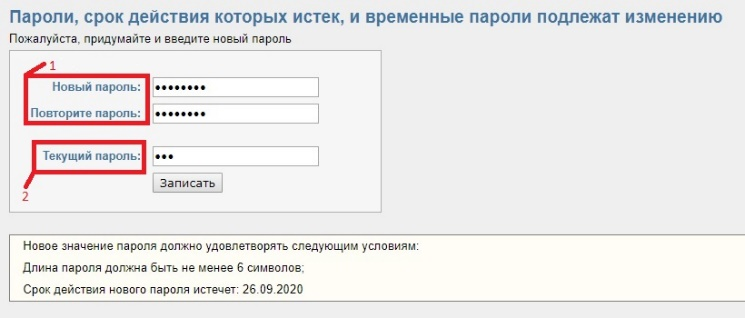 Пароли, срок действия которых истек, и временные пароли подлежат изменению
Пожалуйста, придумайте и введите новый пароль
1
Новый пароль: ••••••••
Повторите пароль: ••••••••
Текущий пароль: •••
2
Записать
Новое значение пароля должно удовлетворять следующим условиям:
Длина пароля должна быть не менее 6 символов;
Срок действия нового пароля истечет: 26.09.2020